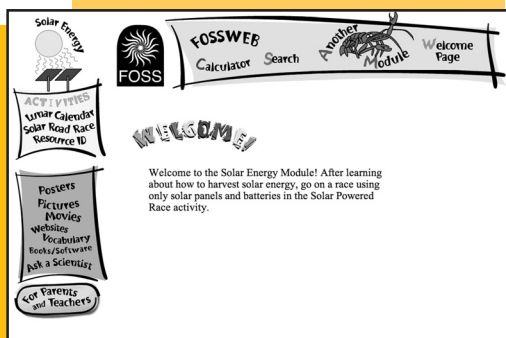 Solar Energy
ACTIVITIES
Lunar Calendar
Solar Road Race
Resource ID
Posters
Pictures
Movies
Websites
Vocabulary
Books/Software
Ask a Scientist
For Parents
and Teachers
FOSS
FOSSWEB
Calculator
Search
Another
Module
Welcome
Page
WELCOME!
Welcome to the Solar Energy Module! After learning
about how to harvest solar energy, go on a race using
only solar panels and batteries in the Solar Powered
Race activity.